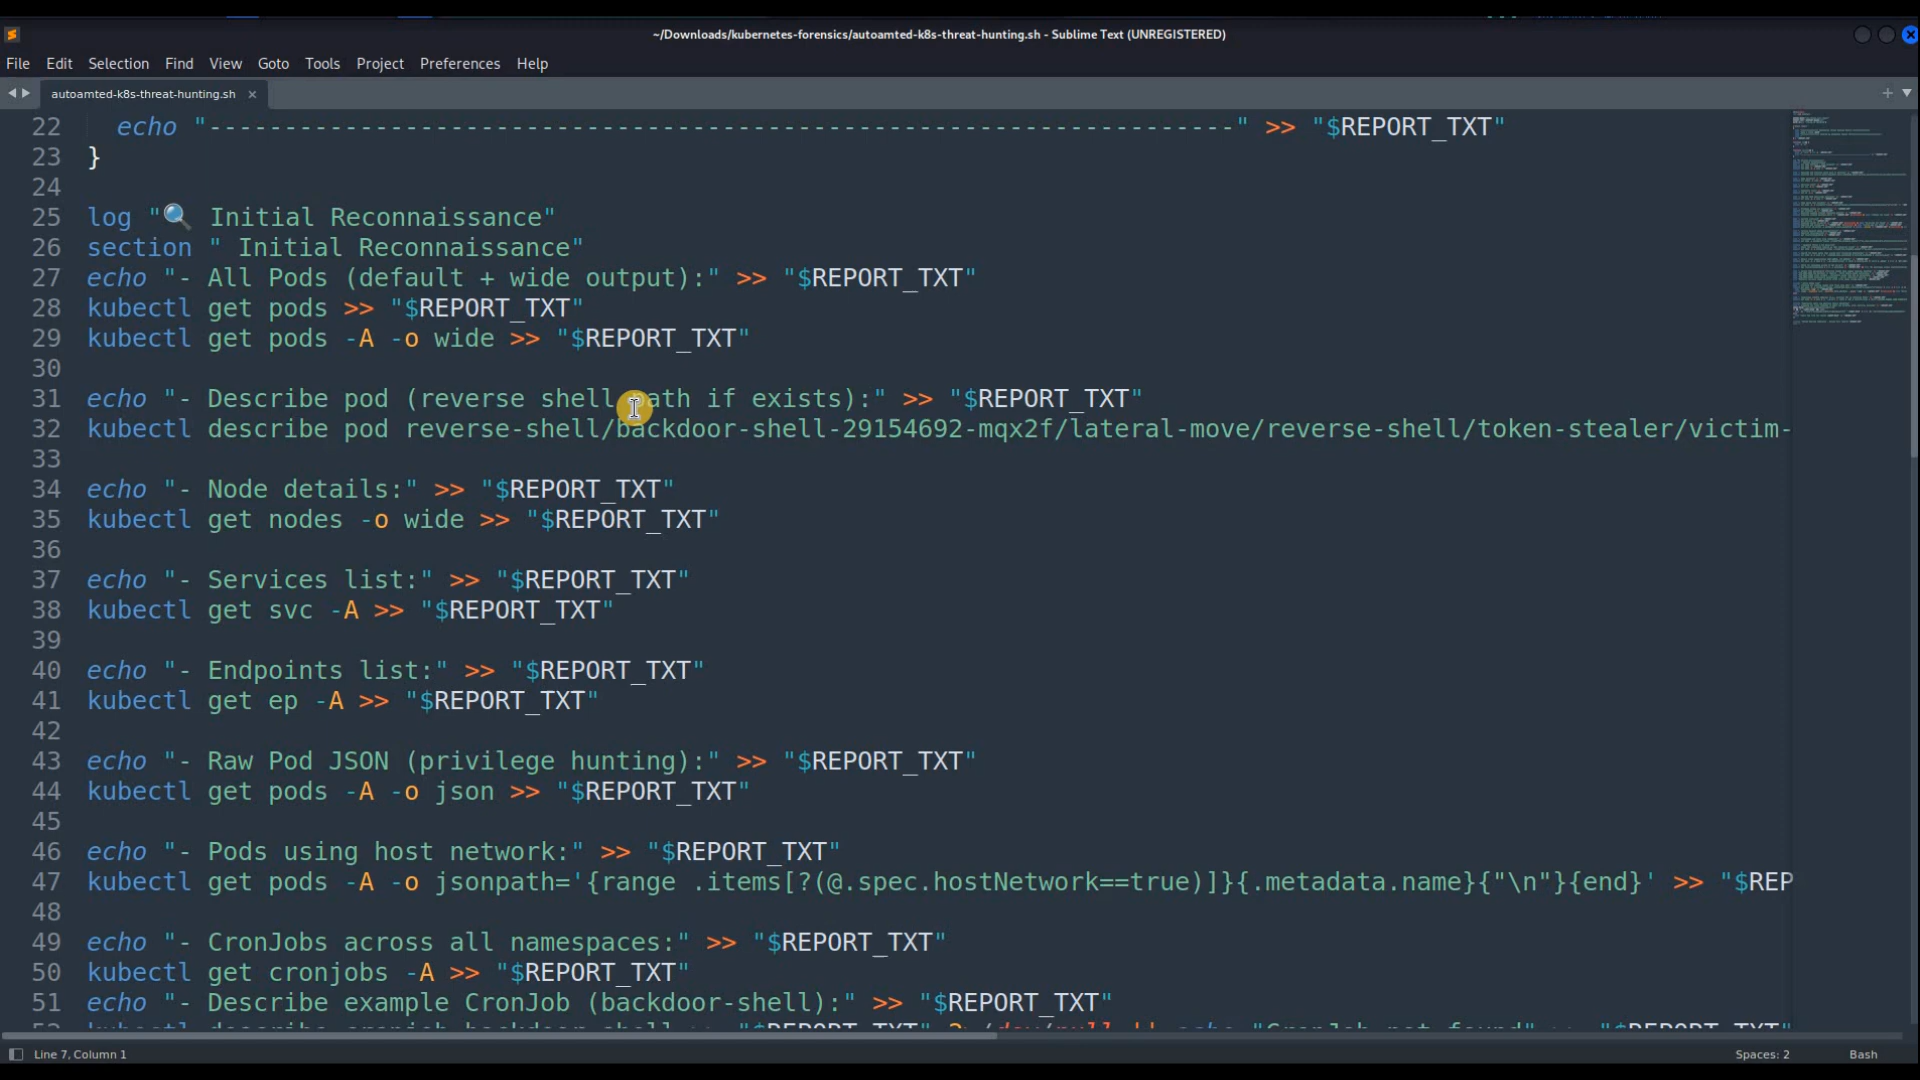 ~/Downloads/kubernetes-forensics/autoamted-k8s-threat-hunting.sh - Sublime Text (UNREGISTERED)
File Edit Selection Find View Goto Tools Project Preferences Help
autoamted-k8s-threat-hunting.sh
22 echo "--------------------------------------------------------------------" >> "$REPORT_TXT"
23 }
24
25 log "🔍 Initial Reconnaissance"
26 section " Initial Reconnaissance"
27 echo "- All Pods (default + wide output):" >> "$REPORT_TXT"
28 kubectl get pods >> "$REPORT_TXT"
29 kubectl get pods -A -o wide >> "$REPORT_TXT"
30
31 echo "- Describe pod (reverse shell path if exists):" >> "$REPORT_TXT"
32 kubectl describe pod reverse-shell/backdoor-shell-29154692-mqx2f/lateral-move/reverse-shell/token-stealer/victim-
33
34 echo "- Node details:" >> "$REPORT_TXT"
35 kubectl get nodes -o wide >> "$REPORT_TXT"
36
37 echo "- Services list:" >> "$REPORT_TXT"
38 kubectl get svc -A >> "$REPORT_TXT"
39
40 echo "- Endpoints list:" >> "$REPORT_TXT"
41 kubectl get ep -A >> "$REPORT_TXT"
42
43 echo "- Raw Pod JSON (privilege hunting):" >> "$REPORT_TXT"
44 kubectl get pods -A -o json >> "$REPORT_TXT"
45
46 echo "- Pods using host network:" >> "$REPORT_TXT"
47 kubectl get pods -A -o jsonpath='{range .items[?(@.spec.hostNetwork==true)]}{.metadata.name}{"\n"}{end}' >> "$REP
48
49 echo "- CronJobs across all namespaces:" >> "$REPORT_TXT"
50 kubectl get cronjobs -A >> "$REPORT_TXT"
51 echo "- Describe example CronJob (backdoor-shell):" >> "$REPORT_TXT"
Line 7, Column 1
Spaces: 2
Bash